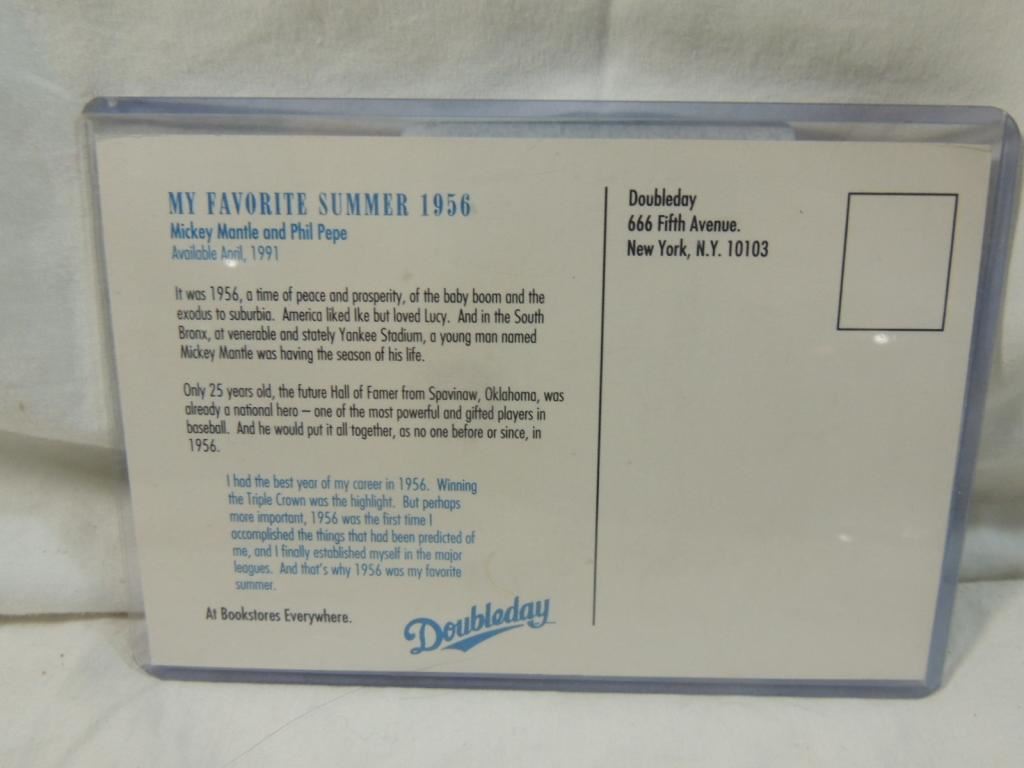 MY FAVORITE SUMMER 1956
Mickey Mantle and Phil Pepe
Available April, 1991
It was 1956, a time of peace and prosperity, of the baby boom and the
exodus to suburbia. America liked Ike but loved Lucy. And in the South
Bronx, at venerable and stately Yankee Stadium, a young man named
Mickey Mantle was having the season of his life.
Only 25 years old, the future Hall of Famer from Spavinaw, Oklahoma, was
already a national hero — one of the most powerful and gifted players in
baseball. And he would put it all together, as no one before or since, in
1956.
I had the best year of my career in 1956. Winning
the Triple Crown was the highlight. But perhaps
more important, 1956 was the first time I
accomplished the things that had been predicted of
me, and I finally established myself in the major
leagues. And that's why 1956 was my favorite
summer.
At Bookstores Everywhere.
Doubleday
Doubleday
666 Fifth Avenue.
New York, N.Y. 10103